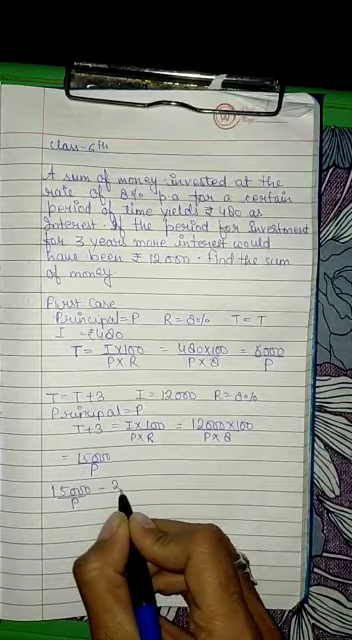 Class-6th
A sum of money invested at the
rate of 8% p.a for a certain
period of time yields ₹ 480 as
Interest. If the period for Investment
for 3 years more interest would
have been ₹ 12000. Find the sum
of money.
First Case
Principal = P R = 8% T = T
I = ₹480
T = I×100 / P×R = 480×100 / P×8 = 6000 / P
T = T+3 I = 12000 R = 8%
Principal = P
T+3 = I×100 / P×R = 12000×100 / P×8
= 15000 / P
15000 / P -